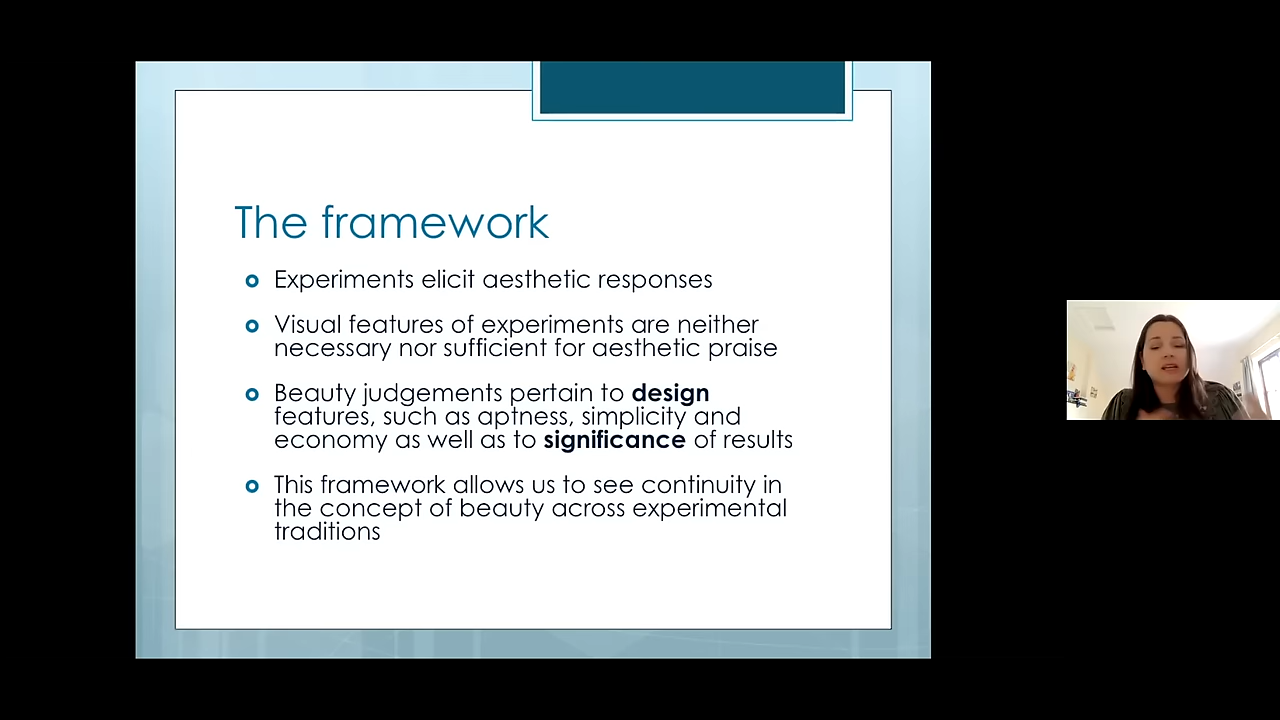 The framework
Experiments elicit aesthetic responses
Visual features of experiments are neither
necessary nor sufficient for aesthetic praise
Beauty judgements pertain to design
features, such as aptness, simplicity and
economy as well as to significance of results
This framework allows us to see continuity in
the concept of beauty across experimental
traditions